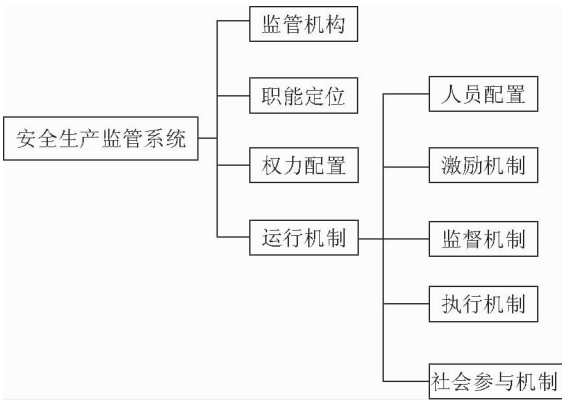 安全生产监管系统
监管机构
职能定位
权力配置
运行机制
人员配置
激励机制
监督机制
执行机制
社会参与机制